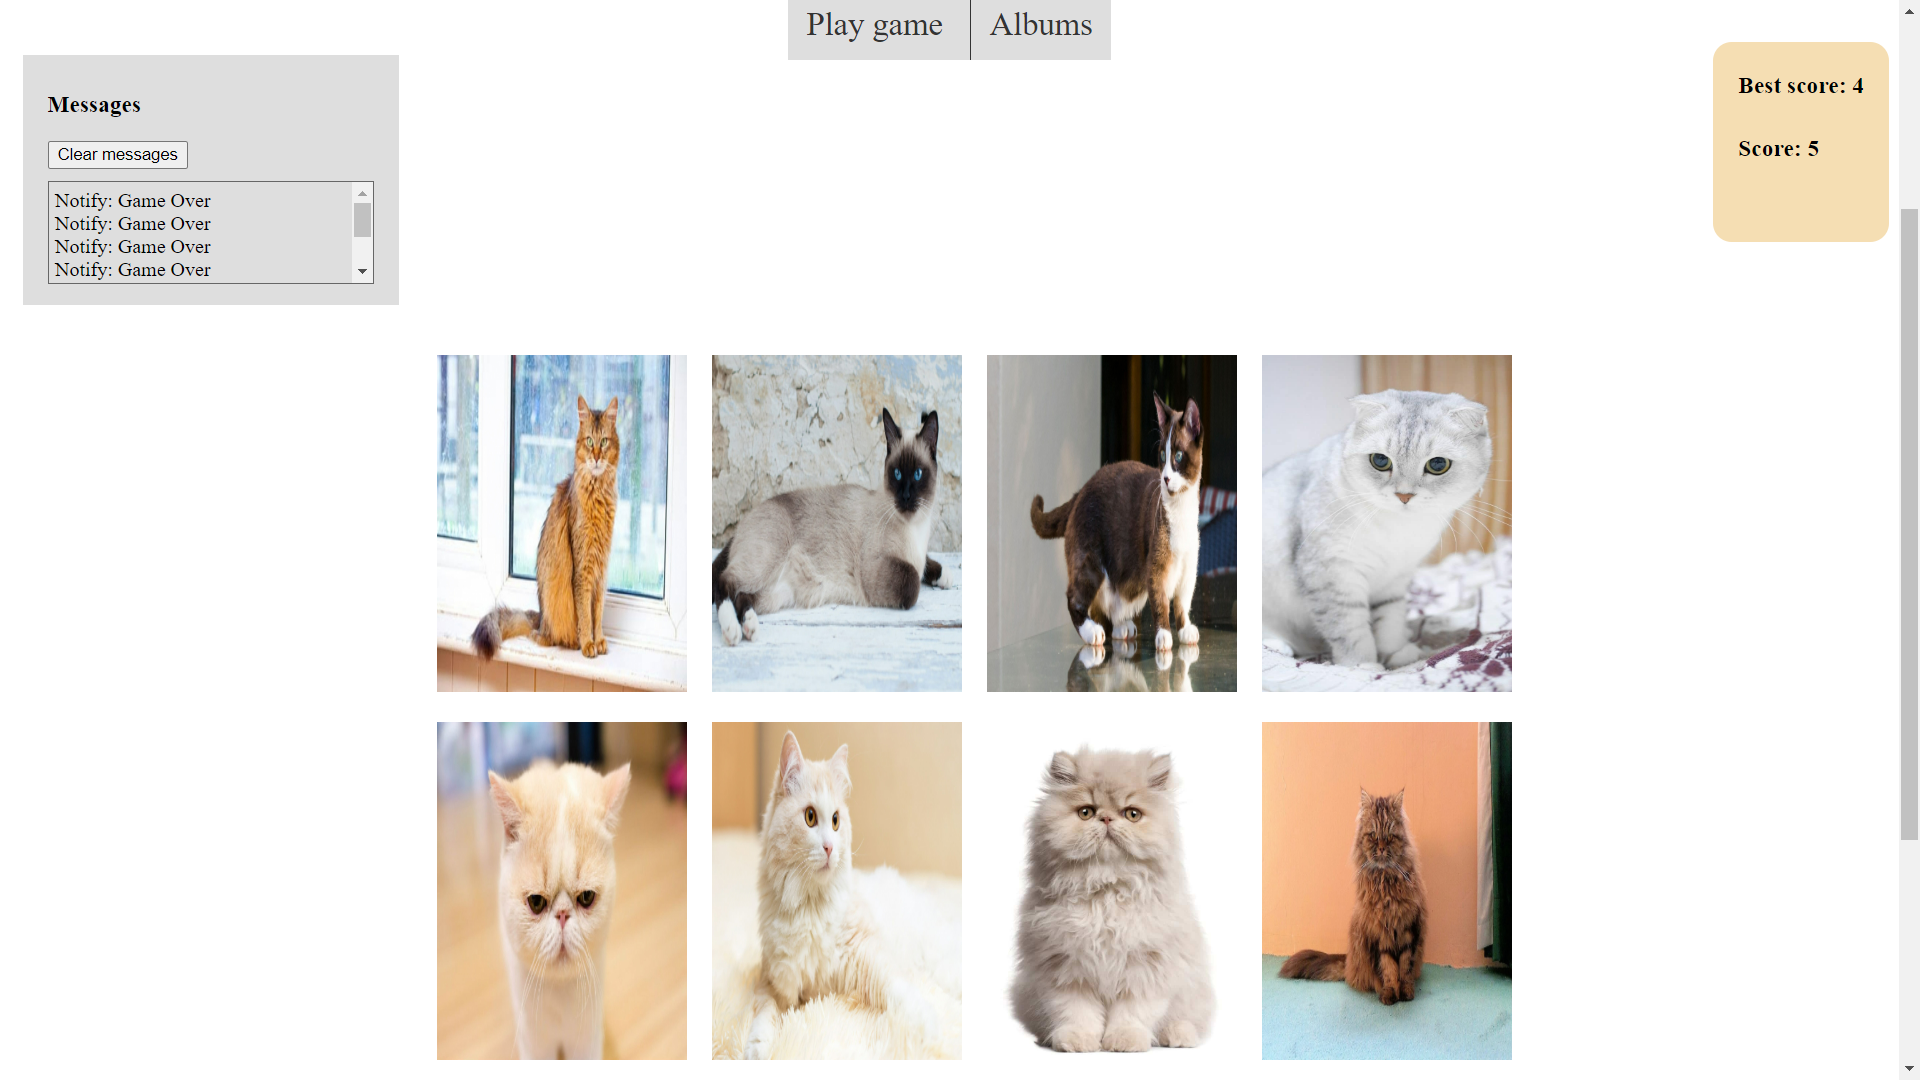 Play game
Albums
Messages
Clear messages
Notify: Game Over
Notify: Game Over
Notify: Game Over
Notify: Game Over
Best score: 4
Score: 5